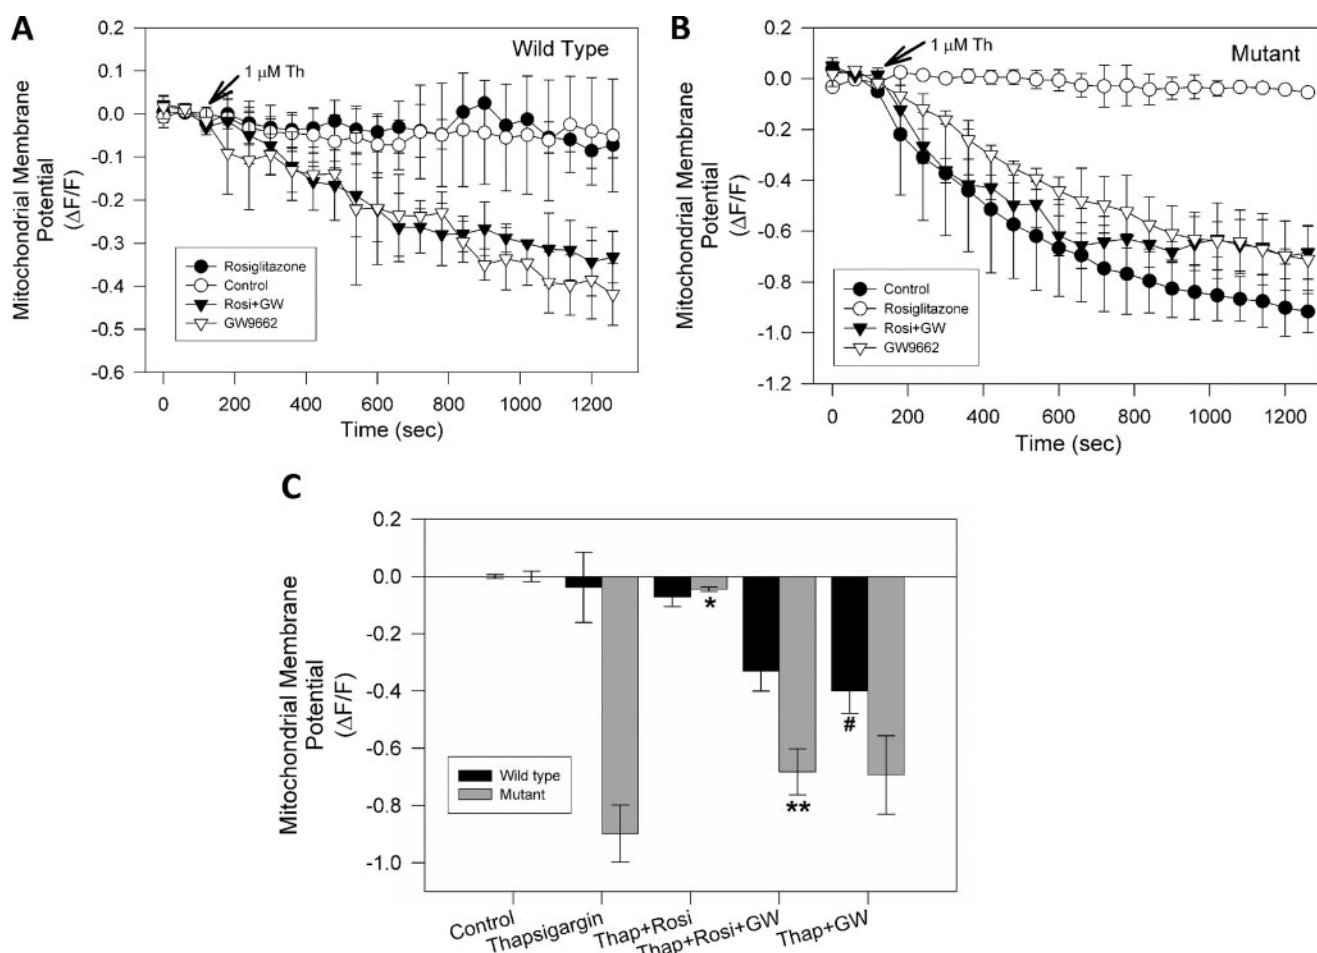 A
Wild Type
1 μM Th
0.2
0.1
0.0
-0.1
-0.2
-0.3
-0.4
-0.5
-0.6
Mitochondrial Membrane
Potential
(ΔF/F)
Rosiglitazone
Control
Rosi+GW
GW9662
0 200 400 600 800 1000 1200
Time (sec)
B
Mutant
1 μM Th
0.2
0.0
-0.2
-0.4
-0.6
-0.8
-1.0
-1.2
Mitochondrial Membrane
Potential
(ΔF/F)
Control
Rosiglitazone
Rosi+GW
GW9662
0 200 400 600 800 1000 1200
Time (sec)
C
0.2
0.0
-0.2
-0.4
-0.6
-0.8
-1.0
Mitochondrial Membrane
Potential
(ΔF/F)
*
**
#
Wild type
Mutant
Control
Thapsigargin
Thap+Rosi
Thap+Rosi+GW
Thap+GW